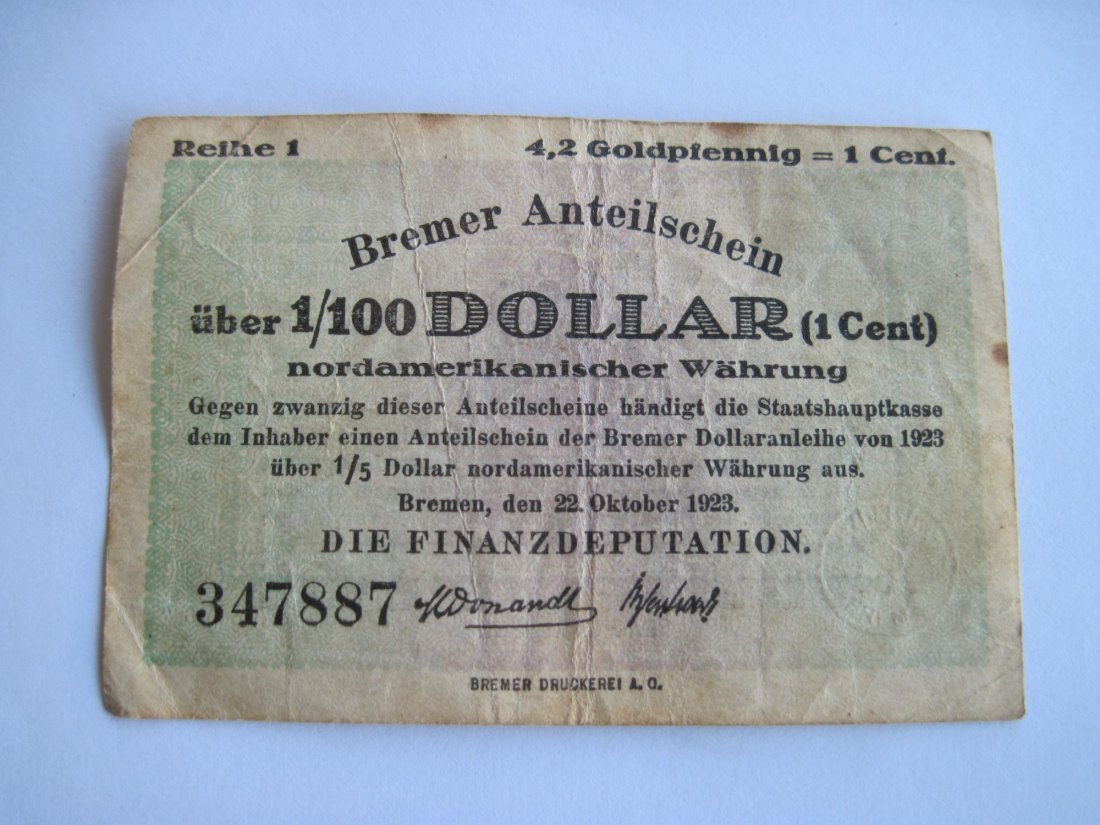 Reihe 1 4,2 Goldpfennig = 1 Cent.
Bremer Anteilschein
über 1/100 DOLLAR (1 Cent)
nordamerikanischer Währung
Gegen zwanzig dieser Anteilscheine händigt die Staatshauptkasse
dem Inhaber einen Anteilschein der Bremer Dollaranleihe von 1923
über 1/5 Dollar nordamerikanischer Währung aus.
Bremen, den 22. Oktober 1923.
DIE FINANZDEPUTATION.
347887 Donandt
BREMER DRUCKEREI A. G.